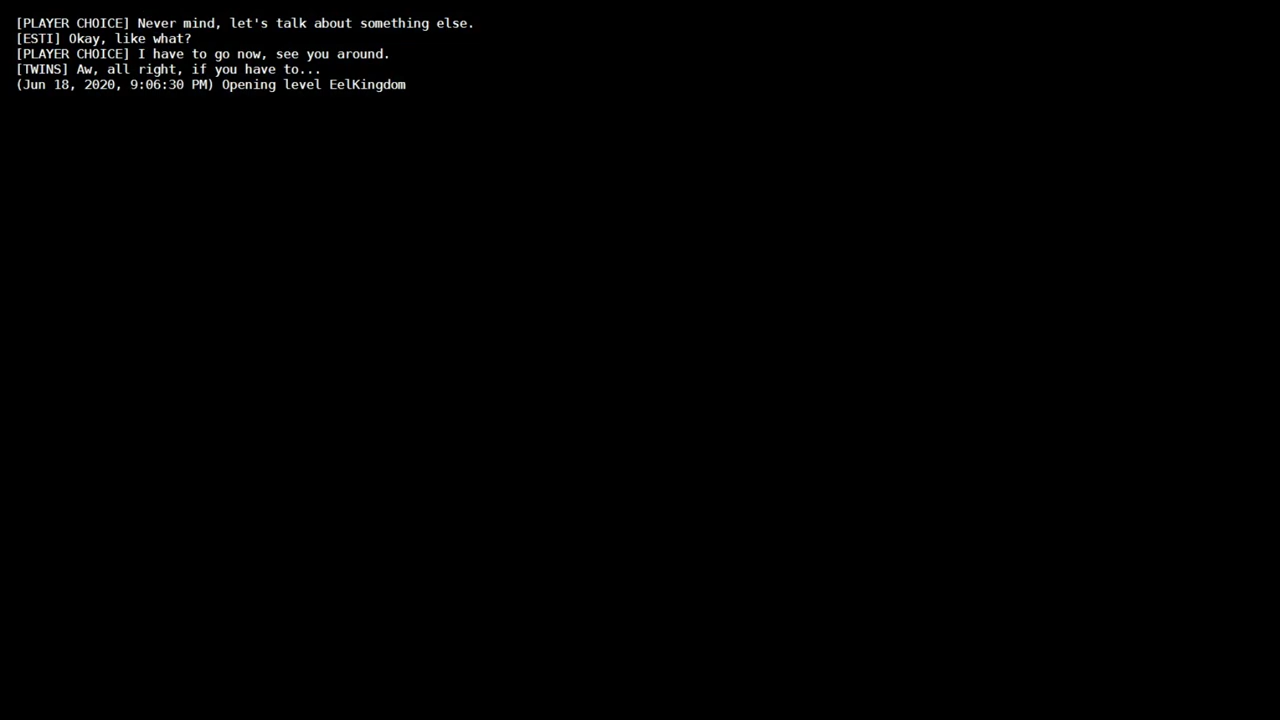 [PLAYER CHOICE] Never mind, let's talk about something else.
[ESTI] Okay, like what?
[PLAYER CHOICE] I have to go now, see you around.
[TWINS] Aw, all right, if you have to...
(Jun 18, 2020, 9:06:30 PM) Opening level EelKingdom